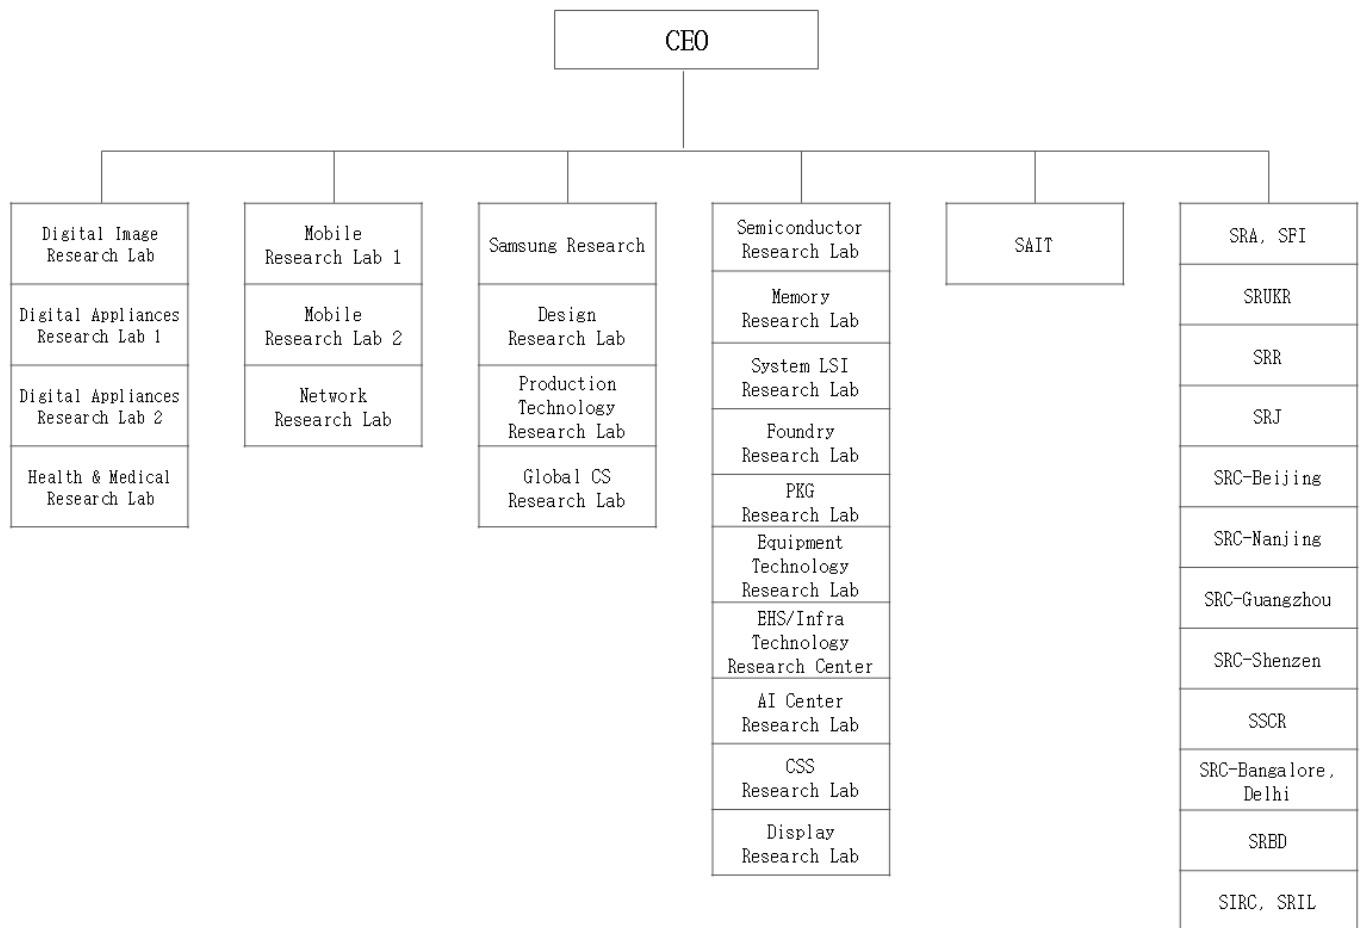 CEO
Digital Image
Research Lab
Digital Appliances
Research Lab 1
Digital Appliances
Research Lab 2
Health & Medical
Research Lab
Mobile
Research Lab 1
Mobile
Research Lab 2
Network
Research Lab
Samsung Research
Design
Research Lab
Production
Technology
Research Lab
Global CS
Research Lab
Semiconductor
Research Lab
Memory
Research Lab
System LSI
Research Lab
Foundry
Research Lab
PKG
Research Lab
Equipment
Technology
Research Lab
EHS/Infra
Technology
Research Center
AI Center
Research Lab
CSS
Research Lab
Display
Research Lab
SAIT
SRA, SFI
SRUKR
SRR
SRJ
SRC-Beijing
SRC-Nanjing
SRC-Guangzhou
SRC-Shenzen
SSCR
SRC-Bangalore,
Delhi
SRBD
SIRC, SRIL